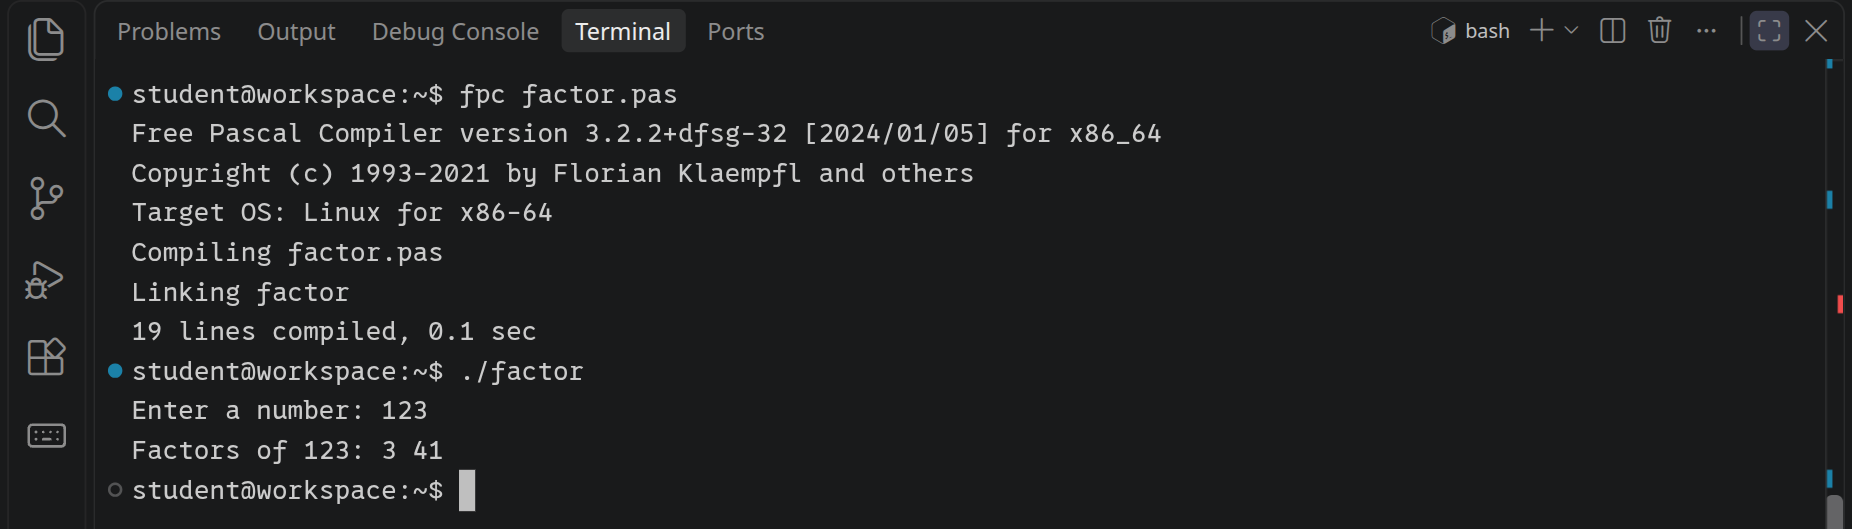 Problems Output Debug Console Terminal Ports bash
student@workspace:~$ fpc factor.pas
Free Pascal Compiler version 3.2.2+dfsg-32 [2024/01/05] for x86_64
Copyright (c) 1993-2021 by Florian Klaempfl and others
Target OS: Linux for x86-64
Compiling factor.pas
Linking factor
19 lines compiled, 0.1 sec
student@workspace:~$ ./factor
Enter a number: 123
Factors of 123: 3 41
student@workspace:~$